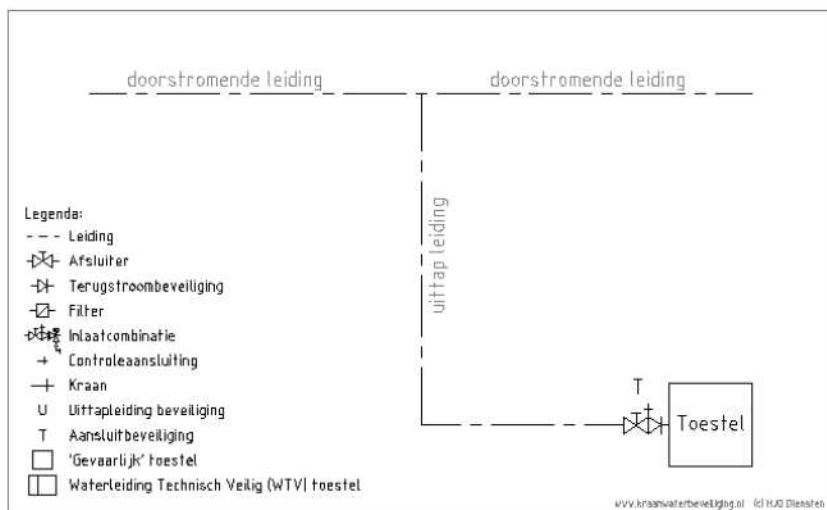 doorstromende leiding
doorstromende leiding
uittap leiding
Legenda:
Leiding
Afsluiter
Terugstroombeveiliging
Filter
Inlaatcombinatie
Controleaansluiting
Kraan
U Uittapleiding beveiliging
T Aansluitbeveiliging
'Gevaarlijk' toestel
Waterleiding Technisch Veilig (WTV) toestel
T
Toestel
www.kraanwaterbeveiliging.nl (c) HJG Diensten